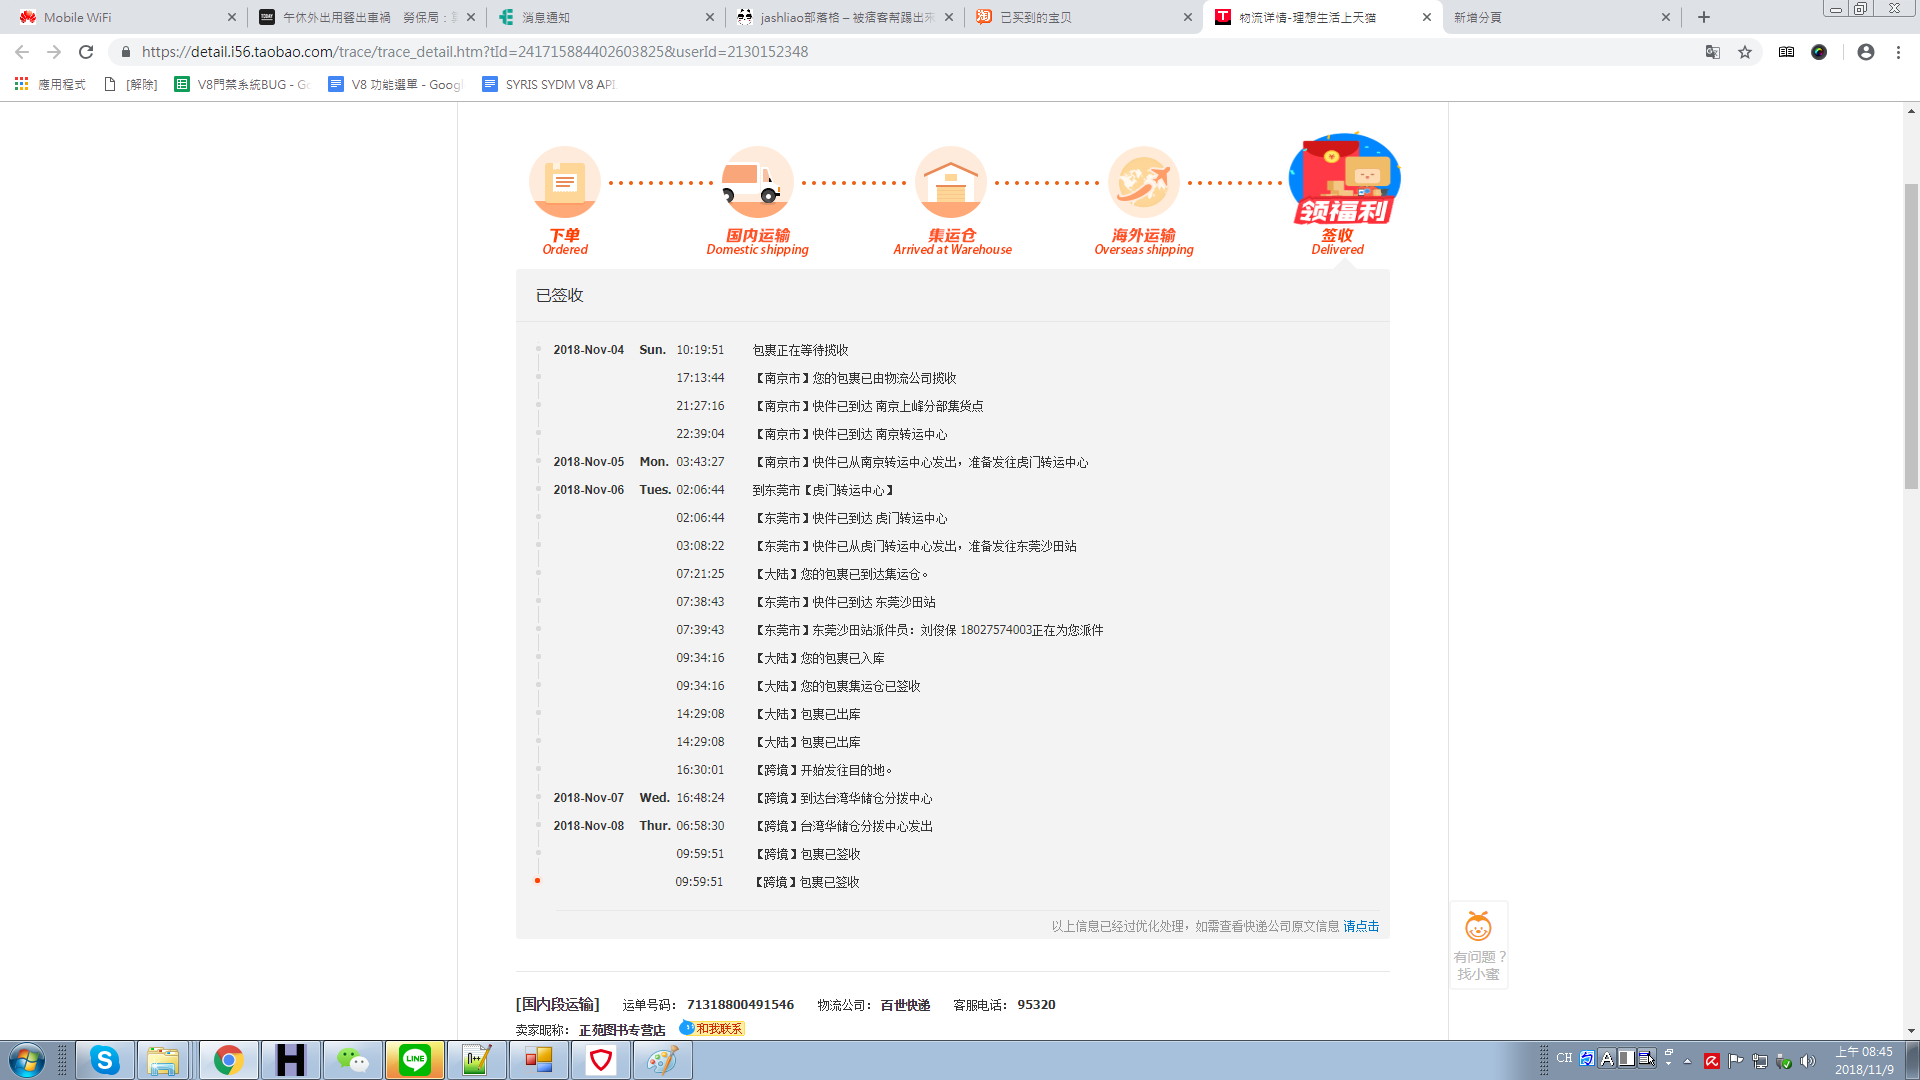 Mobile WiFi
午休外出用餐出車禍　勞保局：
消息通知
jashliao部落格 – 被痞客幫踢出來
已买到的宝贝
物流详情-理想生活上天猫
新增分頁
https://detail.i56.taobao.com/trace/trace_detail.htm?tId=241715884402603825&userId=2130152348
應用程式
[解除]
V8門禁系統BUG - Go
V8 功能選單 - Googl
SYRIS SYDM V8 API
领福利
下单
国内运输
集运仓
海外运输
签收
Ordered
Domestic shipping
Arrived at Warehouse
Overseas shipping
Delivered
已签收
2018-Nov-04 Sun. 10:19:51 包裹正在等待揽收
17:13:44 【南京市】您的包裹已由物流公司揽收
21:27:16 【南京市】快件已到达 南京上峰分部集货点
22:39:04 【南京市】快件已到达 南京转运中心
2018-Nov-05 Mon. 03:43:27 【南京市】快件已从南京转运中心发出，准备发往虎门转运中心
2018-Nov-06 Tues. 02:06:44 到东莞市【虎门转运中心】
02:06:44 【东莞市】快件已到达 虎门转运中心
03:08:22 【东莞市】快件已从虎门转运中心发出，准备发往东莞沙田站
07:21:25 【大陆】您的包裹已到达集运仓。
07:38:43 【东莞市】快件已到达 东莞沙田站
07:39:43 【东莞市】东莞沙田站派件员：刘俊保 18027574003正在为您派件
09:34:16 【大陆】您的包裹已入库
09:34:16 【大陆】您的包裹集运仓已签收
14:29:08 【大陆】包裹已出库
14:29:08 【大陆】包裹已出库
16:30:01 【跨境】开始发往目的地。
2018-Nov-07 Wed. 16:48:24 【跨境】到达台湾华储仓分拨中心
2018-Nov-08 Thur. 06:58:30 【跨境】台湾华储仓分拨中心发出
09:59:51 【跨境】包裹已签收
09:59:51 【跨境】包裹已签收
以上信息已经过优化处理，如需查看快递公司原文信息 请点击
有问题？
找小蜜
[国内段运输] 运单号码： 71318800491546 物流公司： 百世快递 客服电话： 95320
卖家昵称： 正苑图书专营店 和我联系
CH
上午 08:45
2018/11/9